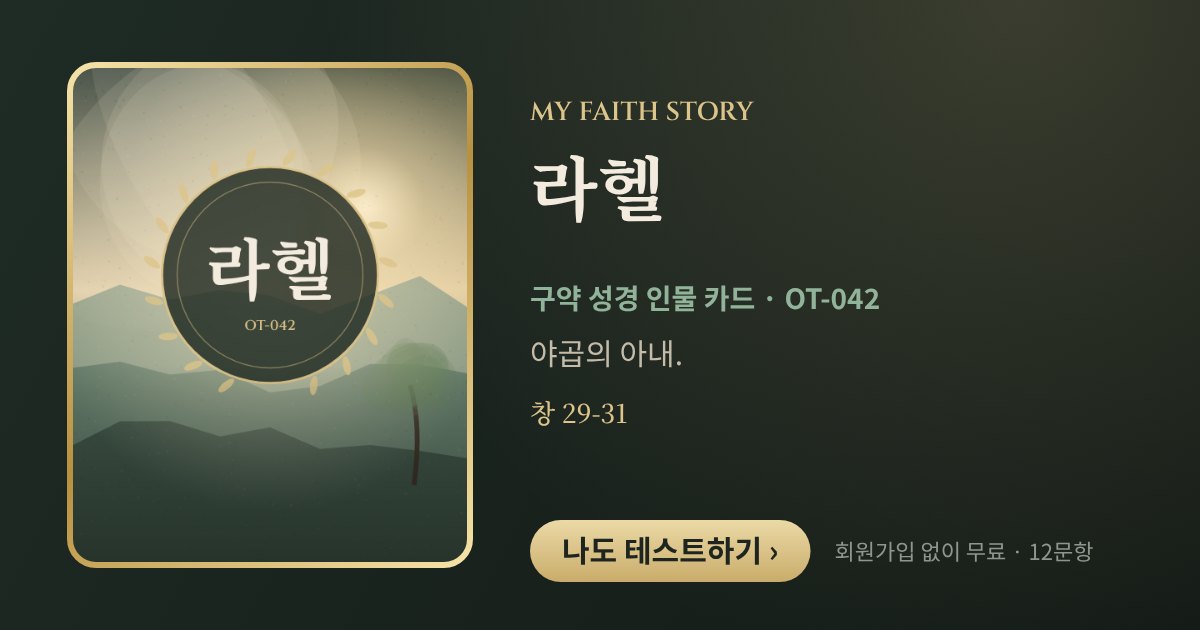 라헬
OT-042
MY FAITH STORY
라헬
구약 성경 인물 카드 · OT-042
야곱의 아내.
창 29-31
나도 테스트하기 ›
회원가입 없이 무료 · 12문항